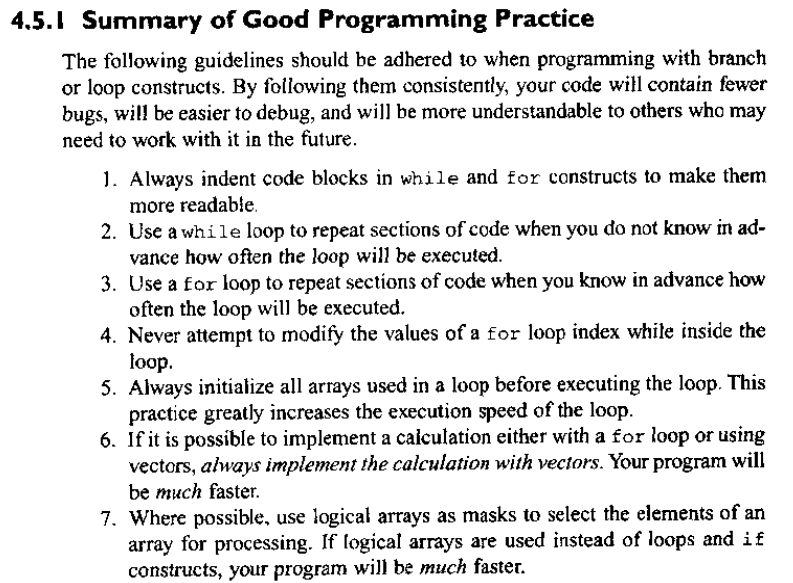 4.5.1 Summary of Good Programming Practice
The following guidelines should be adhered to when programming with branch
or loop constructs. By following them consistently, your code will contain fewer
bugs, will be easier to debug, and will be more understandable to others who may
need to work with it in the future.
1. Always indent code blocks in while and for constructs to make them
more readable.
2. Use a while loop to repeat sections of code when you do not know in ad-
vance how often the loop will be executed.
3. Use a for loop to repeat sections of code when you know in advance how
often the loop will be executed.
4. Never attempt to modify the values of a for loop index while inside the
loop.
5. Always initialize all arrays used in a loop before executing the loop. This
practice greatly increases the execution speed of the loop.
6. If it is possible to implement a calculation either with a for loop or using
vectors, always implement the calculation with vectors. Your program will
be much faster.
7. Where possible, use logical arrays as masks to select the elements of an
array for processing. If logical arrays are used instead of loops and if
constructs, your program will be much faster.